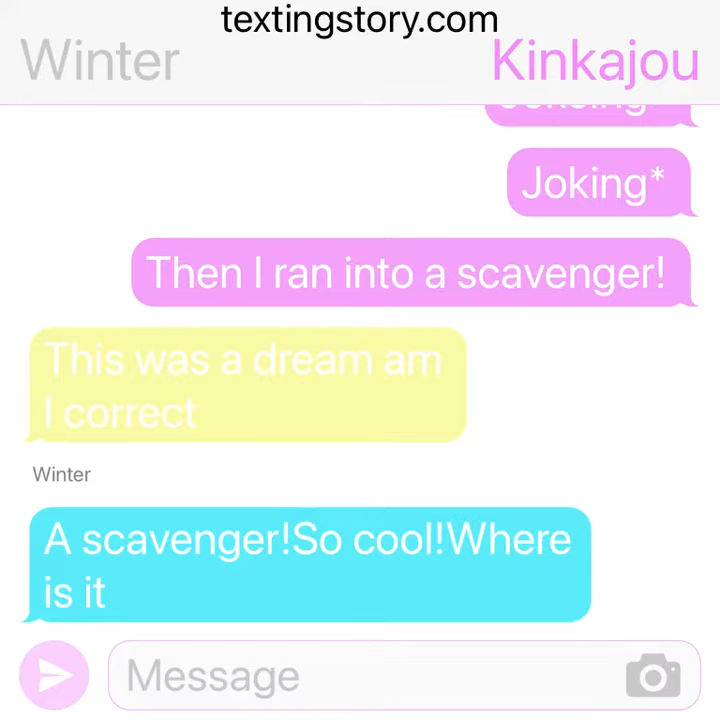 textingstory.com
Winter
Kinkajou
Joking*
Then I ran into a scavenger!
This was a dream am
I correct
Winter
A scavenger!So cool!Where
is it
Message